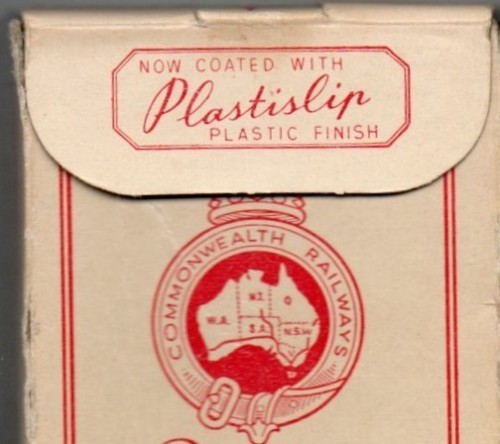 NOW COATED WITH
Plastislip
PLASTIC FINISH
COMMONWEALTH RAILWAYS
N.T.
Q
W.A.
S.A.
N.S.W